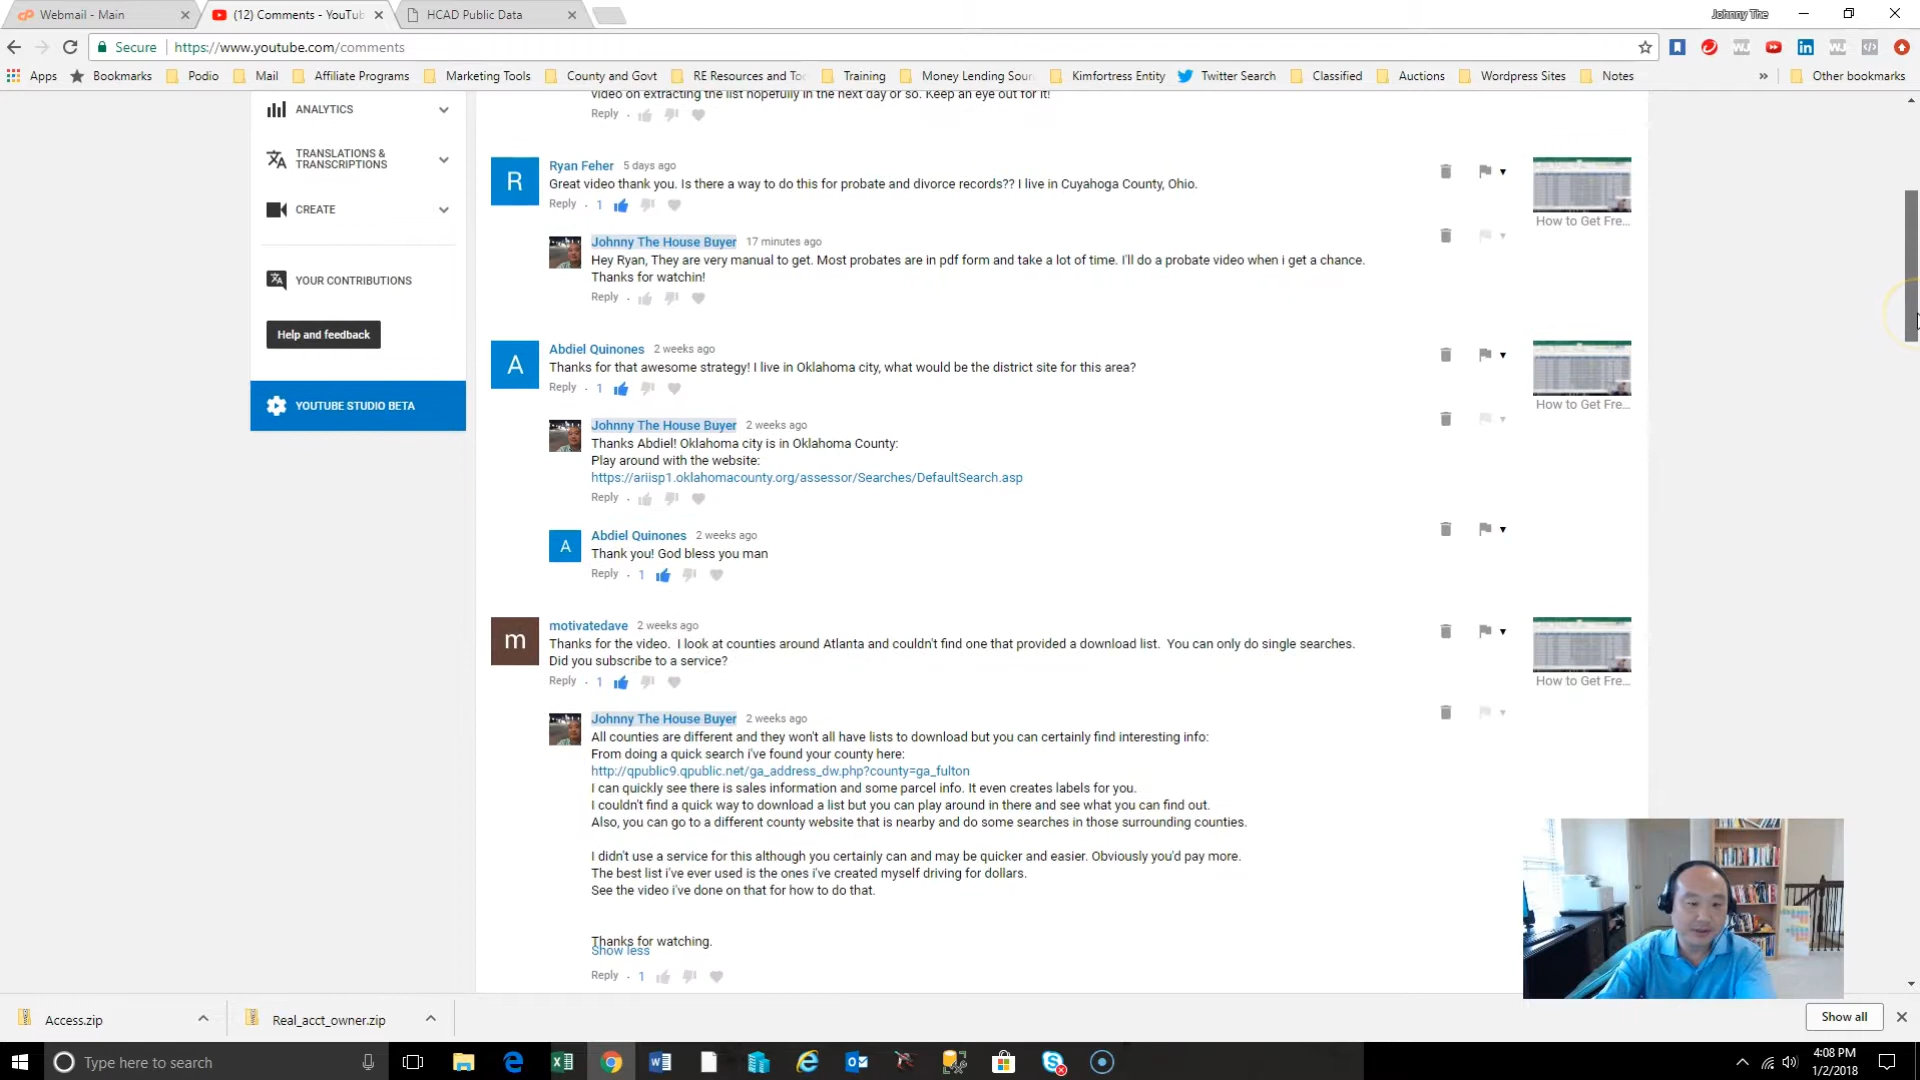 Webmail - Main
(12) Comments - YouTub
HCAD Public Data
Johnny The
Secure
https://www.youtube.com/comments
Apps
Bookmarks
Podio
Mail
Affiliate Programs
Marketing Tools
County and Govt
RE Resources and To
Training
Money Lending Sour
Kimfortress Entity
Twitter Search
Classified
Auctions
Wordpress Sites
Notes
»
Other bookmarks
ANALYTICS
TRANSLATIONS &
TRANSCRIPTIONS
CREATE
YOUR CONTRIBUTIONS
Help and feedback
YOUTUBE STUDIO BETA
video on extracting the list hopefully in the next day or so. Keep an eye out for it!
Reply
R
Ryan Feher 5 days ago
Great video thank you. Is there a way to do this for probate and divorce records?? I live in Cuyahoga County, Ohio.
Reply · 1
How to Get Fre...
Johnny The House Buyer 17 minutes ago
Hey Ryan, They are very manual to get. Most probates are in pdf form and take a lot of time. I'll do a probate video when i get a chance.
Thanks for watchin!
Reply ·
A
Abdiel Quinones 2 weeks ago
Thanks for that awesome strategy! I live in Oklahoma city, what would be the district site for this area?
Reply · 1
How to Get Fre...
Johnny The House Buyer 2 weeks ago
Thanks Abdiel! Oklahoma city is in Oklahoma County:
Play around with the website:
https://ariisp1.oklahomacounty.org/assessor/Searches/DefaultSearch.asp
Reply ·
A
Abdiel Quinones 2 weeks ago
Thank you! God bless you man
Reply · 1
m
motivatedave 2 weeks ago
Thanks for the video. I look at counties around Atlanta and couldn't find one that provided a download list. You can only do single searches.
Did you subscribe to a service?
Reply · 1
How to Get Fre...
Johnny The House Buyer 2 weeks ago
All counties are different and they won't all have lists to download but you can certainly find interesting info:
From doing a quick search i've found your county here:
http://qpublic9.qpublic.net/ga_address_dw.php?county=ga_fulton
I can quickly see there is sales information and some parcel info. It even creates labels for you.
I couldn't find a quick way to download a list but you can play around in there and see what you can find out.
Also, you can go to a different county website that is nearby and do some searches in those surrounding counties.
I didn't use a service for this although you certainly can and may be quicker and easier. Obviously you'd pay more.
The best list i've ever used is the ones i've created myself driving for dollars.
See the video i've done on that for how to do that.
Thanks for watching.
Show less
Reply · 1
Access.zip
Real_acct_owner.zip
Show all
Type here to search
4:08 PM
1/2/2018